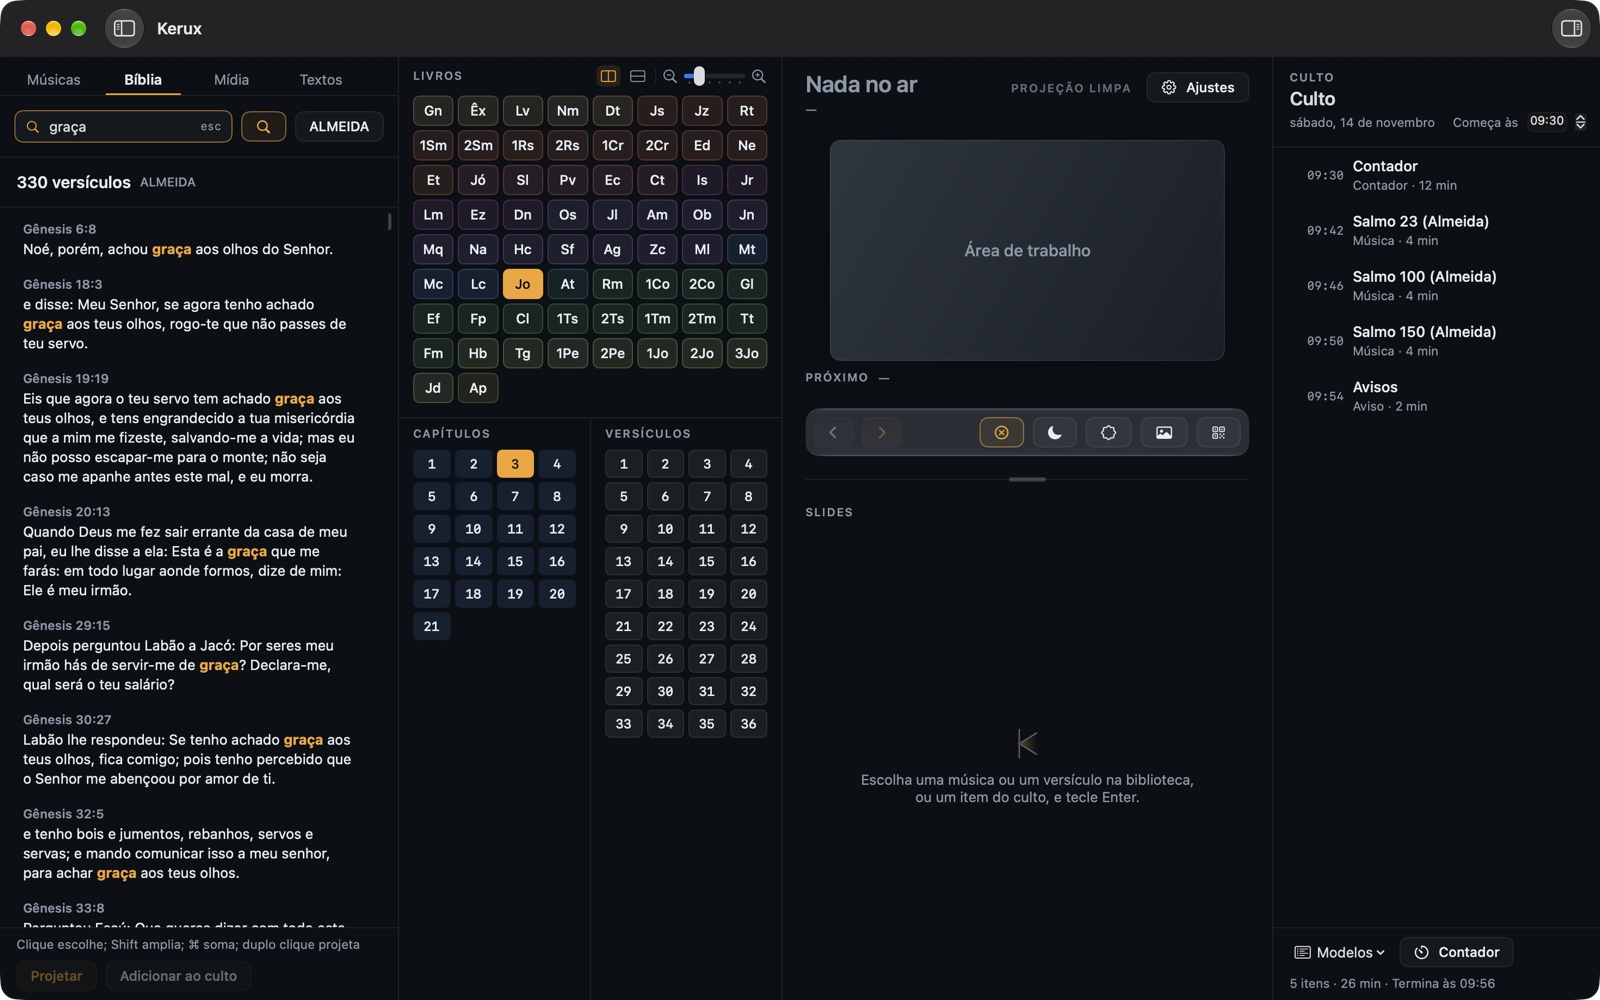 Kerux
Músicas
Bíblia
Mídia
Textos
graça
esc
ALMEIDA
330 versículos ALMEIDA
Gênesis 6:8
Noé, porém, achou graça aos olhos do Senhor.
Gênesis 18:3
e disse: Meu Senhor, se agora tenho achado
graça aos teus olhos, rogo-te que não passes de
teu servo.
Gênesis 19:19
Eis que agora o teu servo tem achado graça aos
teus olhos, e tens engrandecido a tua misericórdia
que a mim me fizeste, salvando-me a vida; mas eu
não posso escapar-me para o monte; não seja
caso me apanhe antes este mal, e eu morra.
Gênesis 20:13
Quando Deus me fez sair errante da casa de meu
pai, eu lhe disse a ela: Esta é a graça que me
farás: em todo lugar aonde formos, dize de mim:
Ele é meu irmão.
Gênesis 29:15
Depois perguntou Labão a Jacó: Por seres meu
irmão hás de servir-me de graça? Declara-me,
qual será o teu salário?
Gênesis 30:27
Labão lhe respondeu: Se tenho achado graça aos
teus olhos, fica comigo; pois tenho percebido que
o Senhor me abençoou por amor de ti.
Gênesis 32:5
e tenho bois e jumentos, rebanhos, servos e
servas; e mando comunicar isso a meu senhor,
para achar graça aos teus olhos.
Gênesis 33:8
Clique escolhe; Shift amplia; ⌘ soma; duplo clique projeta
Projetar
Adicionar ao culto
LIVROS
Gn Êx Lv Nm Dt Js Jz Rt
1Sm 2Sm 1Rs 2Rs 1Cr 2Cr Ed Ne
Et Jó Sl Pv Ec Ct Is Jr
Lm Ez Dn Os Jl Am Ob Jn
Mq Na Hc Sf Ag Zc Ml Mt
Mc Lc Jo At Rm 1Co 2Co Gl
Ef Fp Cl 1Ts 2Ts 1Tm 2Tm Tt
Fm Hb Tg 1Pe 2Pe 1Jo 2Jo 3Jo
Jd Ap
CAPÍTULOS
1 2 3 4
5 6 7 8
9 10 11 12
13 14 15 16
17 18 19 20
21
VERSÍCULOS
1 2 3 4
5 6 7 8
9 10 11 12
13 14 15 16
17 18 19 20
21 22 23 24
25 26 27 28
29 30 31 32
33 34 35 36
Nada no ar
—
PROJEÇÃO LIMPA
Ajustes
Área de trabalho
PRÓXIMO —
SLIDES
Escolha uma música ou um versículo na biblioteca,
ou um item do culto, e tecle Enter.
CULTO
Culto
sábado, 14 de novembro Começa às 09:30
09:30 Contador
Contador · 12 min
09:42 Salmo 23 (Almeida)
Música · 4 min
09:46 Salmo 100 (Almeida)
Música · 4 min
09:50 Salmo 150 (Almeida)
Música · 4 min
09:54 Avisos
Aviso · 2 min
Modelos
Contador
5 itens · 26 min · Termina às 09:56